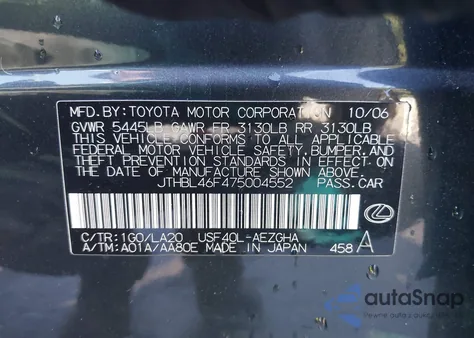 MFD. BY: TOYOTA MOTOR CORPORATION 10/06
GVWR 5445LB GAWR FR 3130LB RR 3130LB
THIS VEHICLE CONFORMS TO ALL APPLICABLE
FEDERAL MOTOR VEHICLE SAFETY, BUMPER, AND
THEFT PREVENTION STANDARDS IN EFFECT ON THE
DATE OF MANUFACTURE SHOWN ABOVE.
JTHBL46F475004552 PASS. CAR
C/TR: 1G0/LA20 USF40L-AEZGHA
A/TM: A01A/AA80E MADE IN JAPAN 458 A
autoSnap